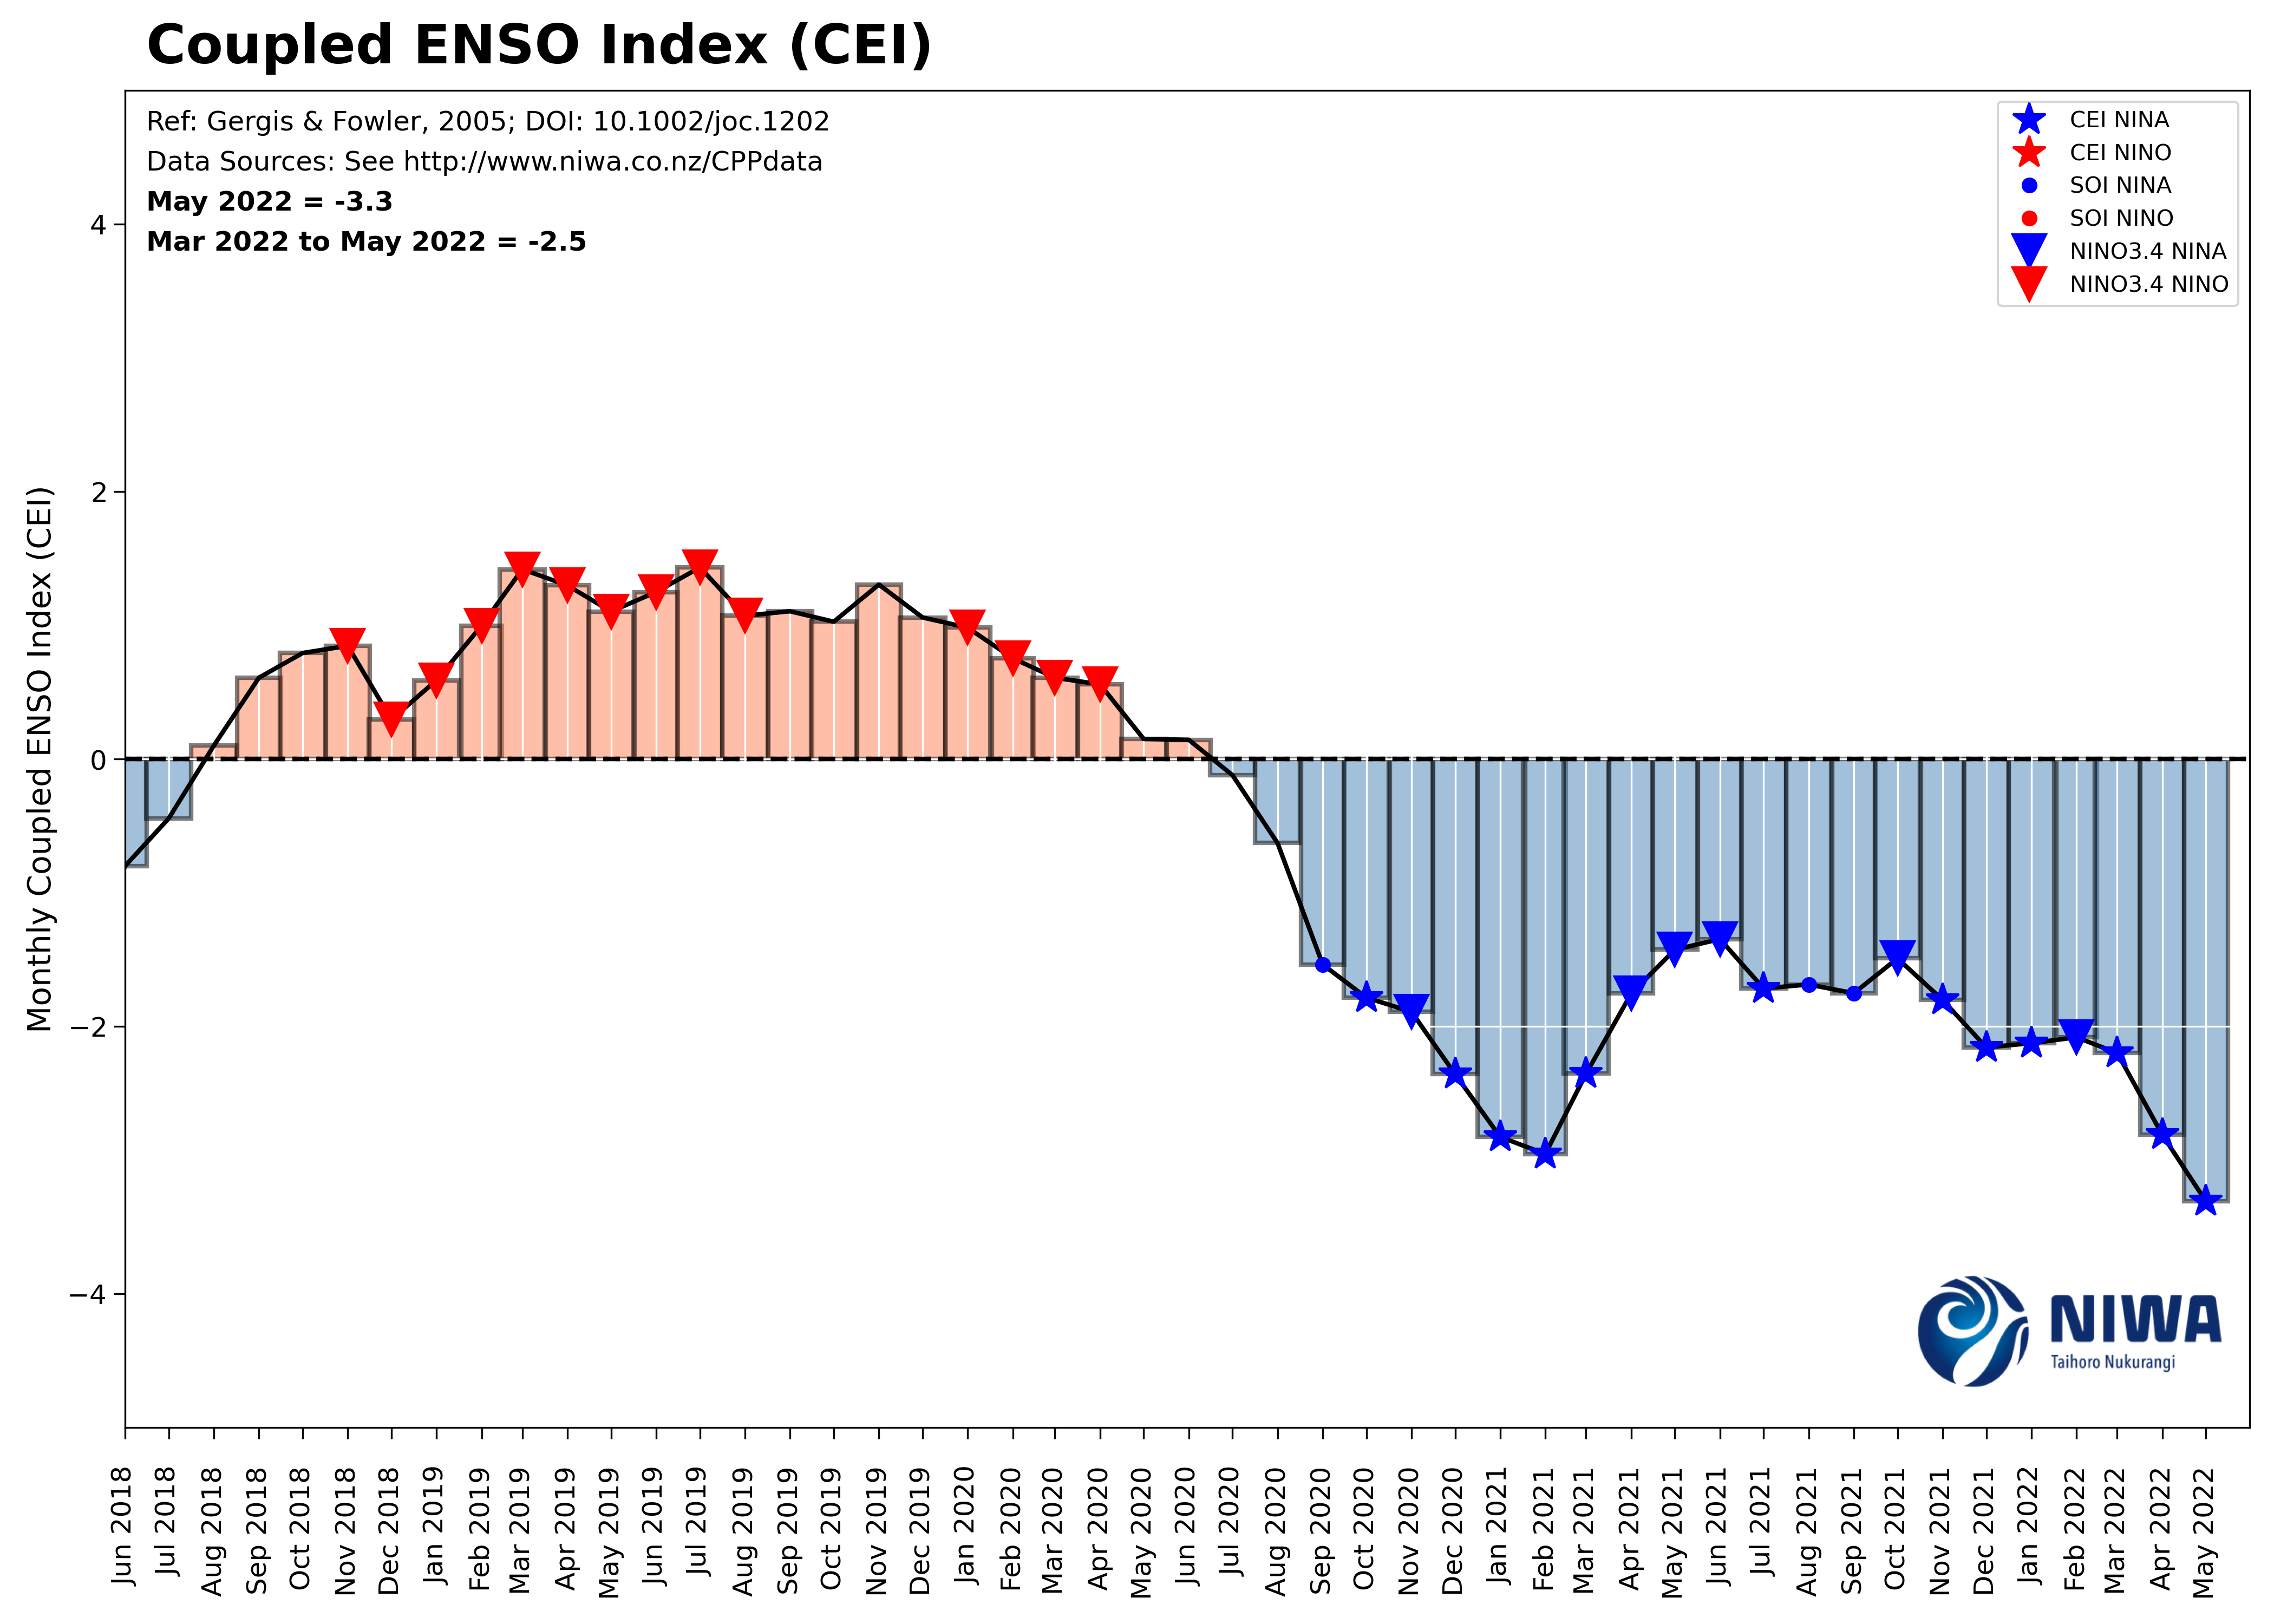 Coupled ENSO Index (CEI)
Ref: Gergis & Fowler, 2005; DOI: 10.1002/joc.1202
Data Sources: See http://www.niwa.co.nz/CPPdata
May 2022 = -3.3
Mar 2022 to May 2022 = -2.5
CEI NINA
CEI NINO
SOI NINA
SOI NINO
NINO3.4 NINA
NINO3.4 NINO
Monthly Coupled ENSO Index (CEI)
4
2
0
−2
−4
NIWA
Taihoro Nukurangi
Jun 2018
Jul 2018
Aug 2018
Sep 2018
Oct 2018
Nov 2018
Dec 2018
Jan 2019
Feb 2019
Mar 2019
Apr 2019
May 2019
Jun 2019
Jul 2019
Aug 2019
Sep 2019
Oct 2019
Nov 2019
Dec 2019
Jan 2020
Feb 2020
Mar 2020
Apr 2020
May 2020
Jun 2020
Jul 2020
Aug 2020
Sep 2020
Oct 2020
Nov 2020
Dec 2020
Jan 2021
Feb 2021
Mar 2021
Apr 2021
May 2021
Jun 2021
Jul 2021
Aug 2021
Sep 2021
Oct 2021
Nov 2021
Dec 2021
Jan 2022
Feb 2022
Mar 2022
Apr 2022
May 2022